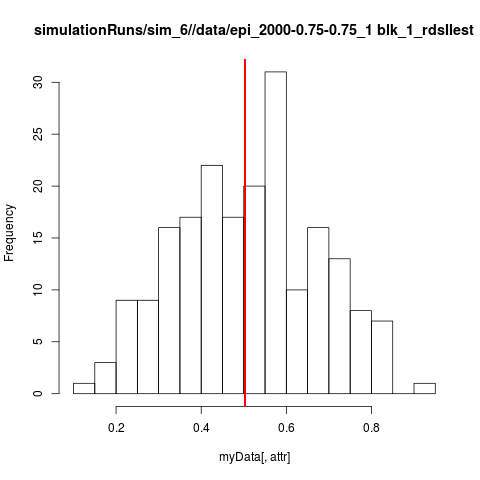 simulationRuns/sim_6//data/epi_2000-0.75-0.75_1 blk_1_rdsllest
Frequency
30
25
20
15
10
5
0
0.2 0.4 0.6 0.8
myData[, attr]